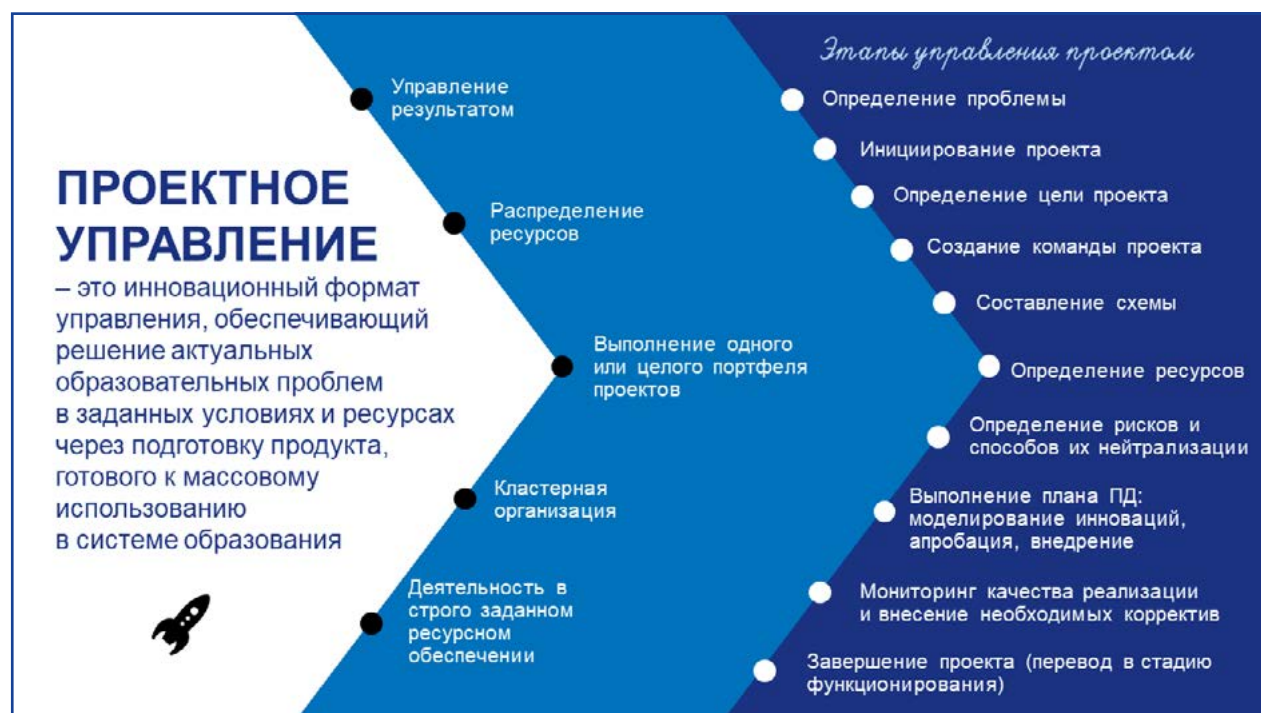 ПРОЕКТНОЕ
УПРАВЛЕНИЕ
– это инновационный формат
управления, обеспечивающий
решение актуальных
образовательных проблем
в заданных условиях и ресурсах
через подготовку продукта,
готового к массовому
использованию
в системе образования
Управление
результатом
Распределение
ресурсов
Выполнение одного
или целого портфеля
проектов
Кластерная
организация
Деятельность в
строго заданном
ресурсном
обеспечении
Этапы управления проектом
Определение проблемы
Инициирование проекта
Определение цели проекта
Создание команды проекта
Составление схемы
Определение ресурсов
Определение рисков и
способов их нейтрализации
Выполнение плана ПД:
моделирование инноваций,
апробация, внедрение
Мониторинг качества реализации
и внесение необходимых корректив
Завершение проекта (перевод в стадию
функционирования)